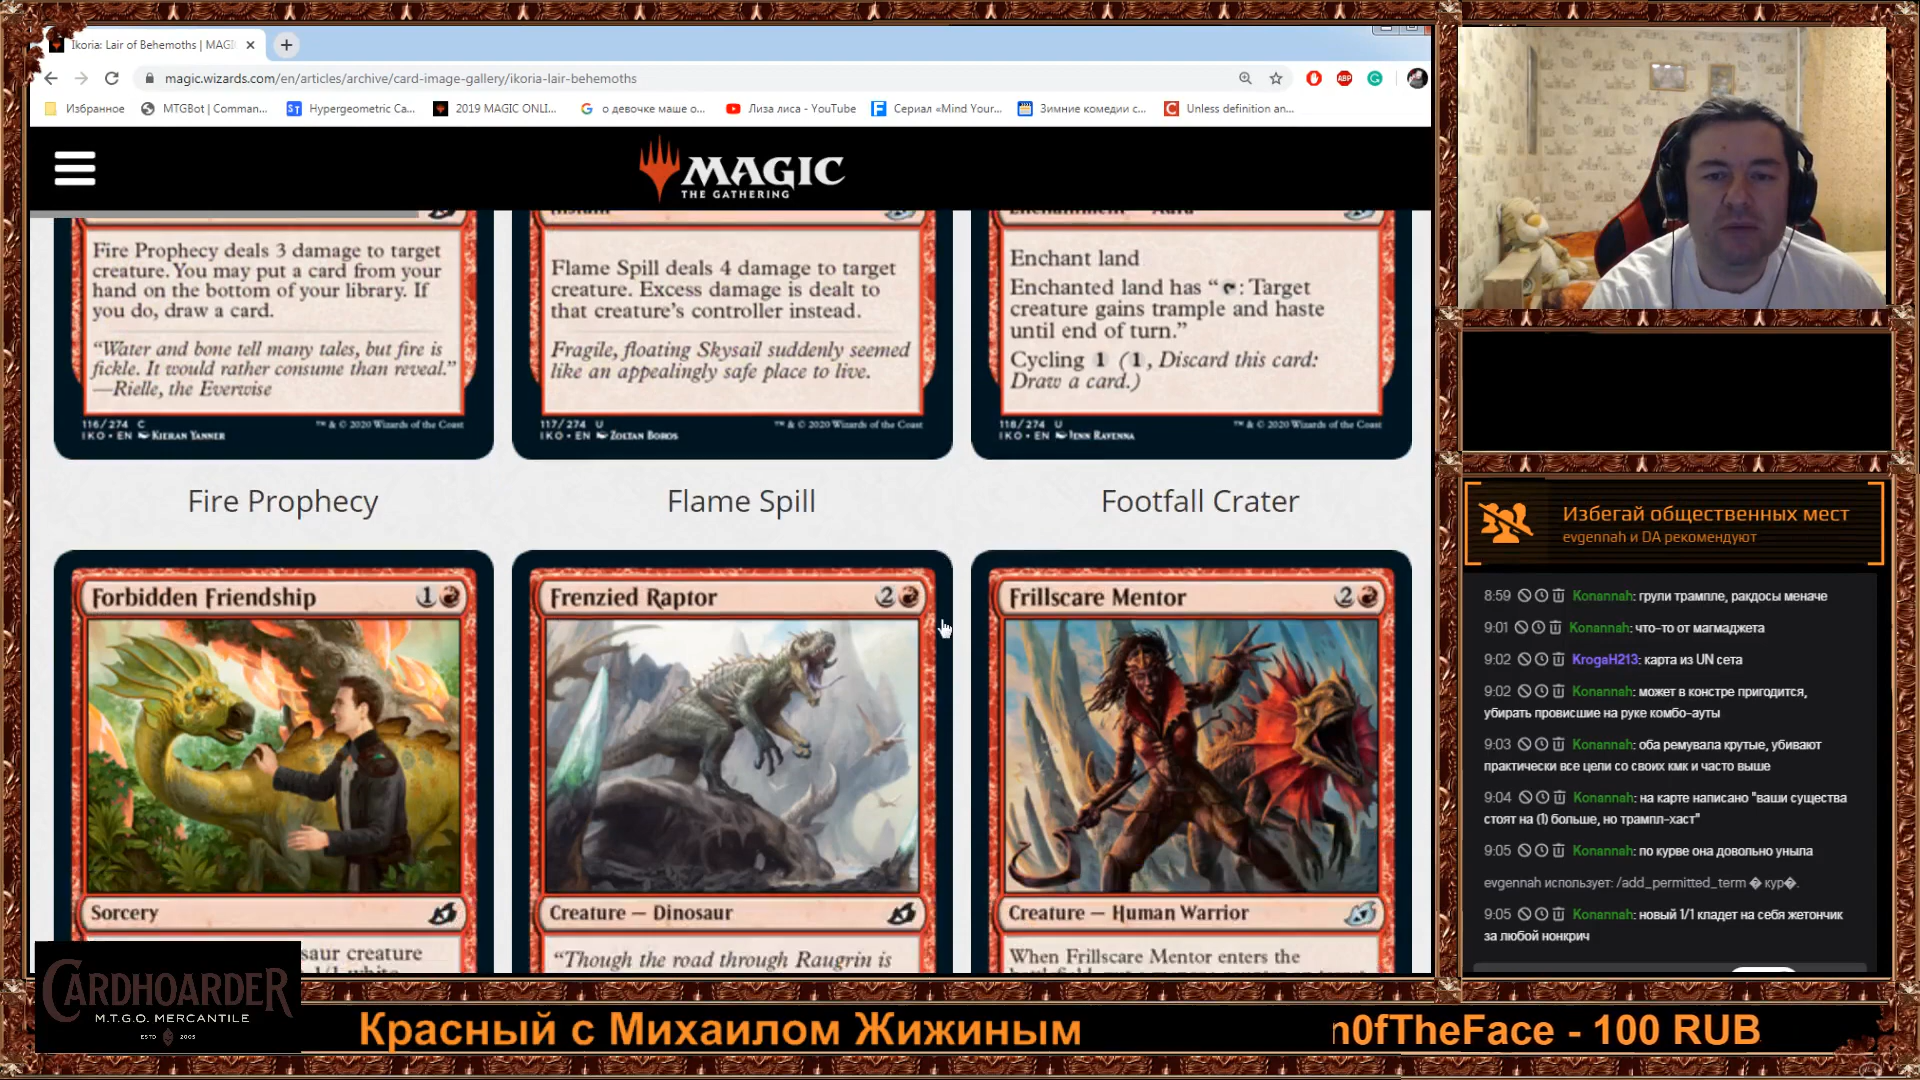 Ikoria: Lair of Behemoths | MAGI
magic.wizards.com/en/articles/archive/card-image-gallery/ikoria-lair-behemoths
ABP
Избранное
MTGBot | Comman...
ST
Hypergeometric Ca...
2019 MAGIC ONLI...
о девочке маше о...
Лиза лиса - YouTube
Сериал «Mind Your...
Зимние комедии с...
Unless definition an...
MAGIC
THE GATHERING
Fire Prophecy deals 3 damage to target
creature. You may put a card from your
hand on the bottom of your library. If
you do, draw a card.
“Water and bone tell many tales, but fire is
fickle. It would rather consume than reveal.”
—Rielle, the Everwise
116/274 C
IKO • EN Kieran Yanner
™ & © 2020 Wizards of the Coast
Instant
Flame Spill deals 4 damage to target
creature. Excess damage is dealt to
that creature's controller instead.
Fragile, floating Skysail suddenly seemed
like an appealingly safe place to live.
117/274 U
IKO • EN Zoltan Boros
™ & © 2020 Wizards of the Coast
Enchantment — Aura
Enchant land
Enchanted land has “: Target
creature gains trample and haste
until end of turn.”
Cycling 1 (1, Discard this card:
Draw a card.)
118/274 U
IKO • EN Jenn Ravenna
™ & © 2020 Wizards of the Coast
Fire Prophecy
Flame Spill
Footfall Crater
Forbidden Friendship 1
Sorcery
saur creature
1/1 white
Frenzied Raptor 2
Creature — Dinosaur
“Though the road through Raugrin is
Frillscare Mentor 2
Creature — Human Warrior
When Frillscare Mentor enters the
Избегай общественных мест
evgennah и DA рекомендуют
8:59 Konannah: грули трампле, ракдосы меначе
9:01 Konannah: что-то от магмаджета
9:02 KrogaH213: карта из UN сета
9:02 Konannah: может в констре пригодится,
убирать провисшие на руке комбо-ауты
9:03 Konannah: оба ремувала крутые, убивают
практически все цели со своих кмк и часто выше
9:04 Konannah: на карте написано "ваши существа
стоят на (1) больше, но трампл-хаст"
9:05 Konannah: по курве она довольно уныла
evgennah использует: /add_permitted_term � кур�.
9:05 Konannah: новый 1/1 кладет на себя жетончик
за любой нонкрич
CARDHOARDER
M.T.G.O. MERCANTILE
ESTD 2005
Красный с Михаилом Жижиным
n0fTheFace - 100 RUB